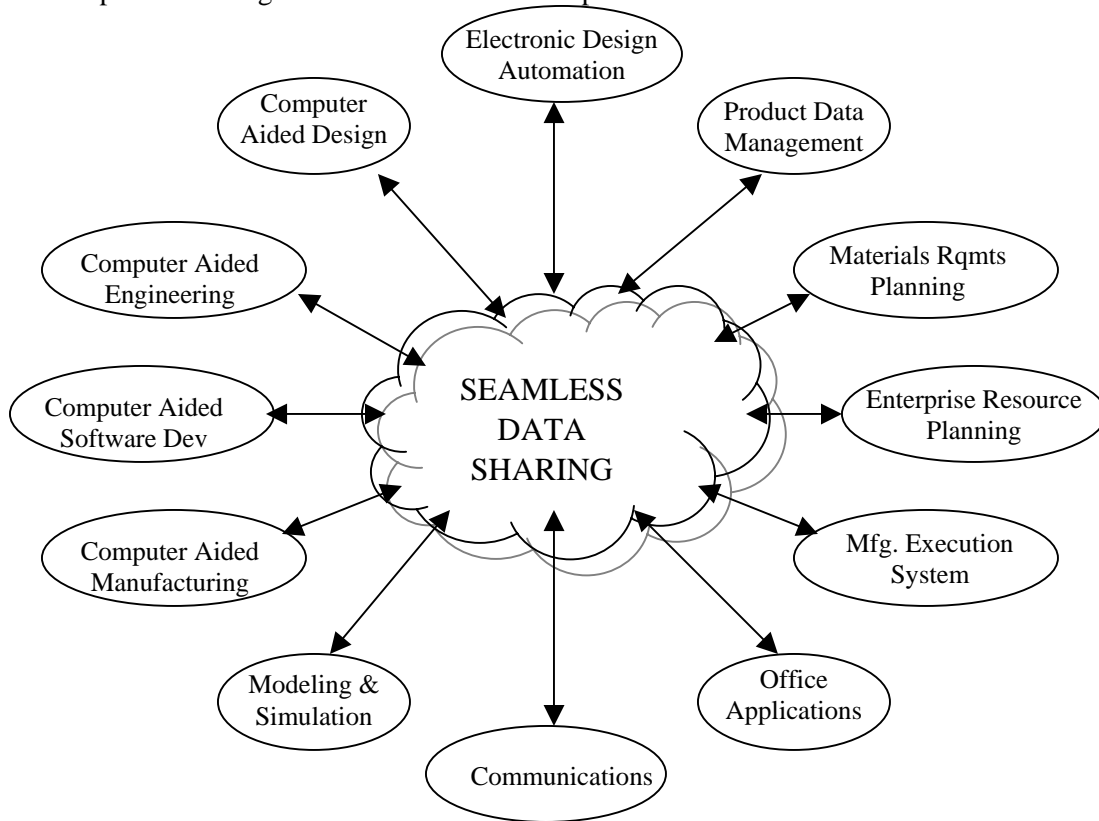 Electronic Design
Automation
Computer
Aided Design
Product Data
Management
Computer Aided
Engineering
Materials Rqmts
Planning
SEAMLESS
DATA
SHARING
Computer Aided
Software Dev
Enterprise Resource
Planning
Computer Aided
Manufacturing
Mfg. Execution
System
Modeling &
Simulation
Office
Applications
Communications